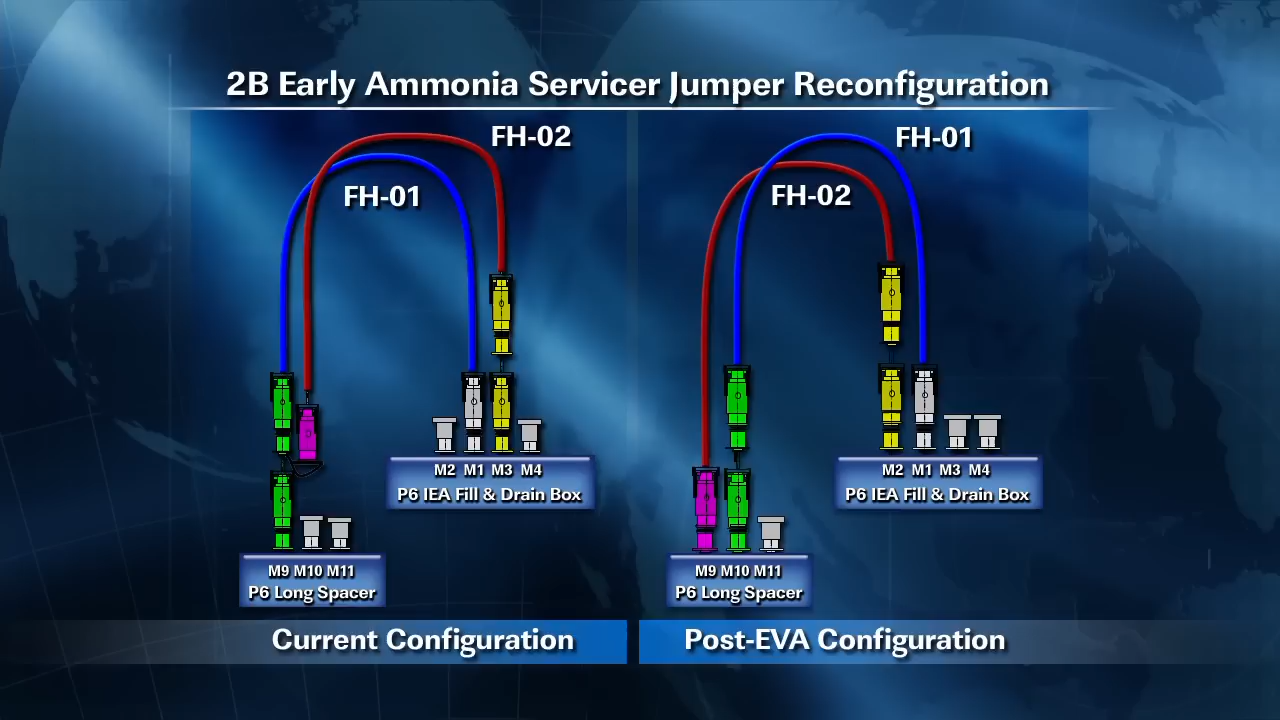 2B Early Ammonia Servicer Jumper Reconfiguration
FH-02
FH-01
M2 M1 M3 M4
P6 IEA Fill & Drain Box
M9 M10 M11
P6 Long Spacer
Current Configuration
FH-01
FH-02
M2 M1 M3 M4
P6 IEA Fill & Drain Box
M9 M10 M11
P6 Long Spacer
Post-EVA Configuration